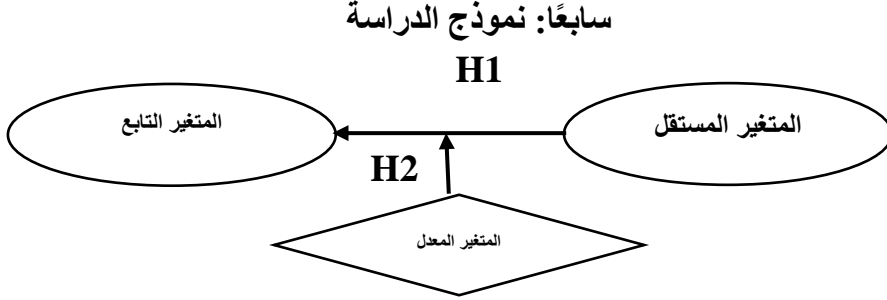 سابعًا: نموذج الدراسة
H1
المتغير المستقل
المتغير التابع
H2
المتغير المعدل